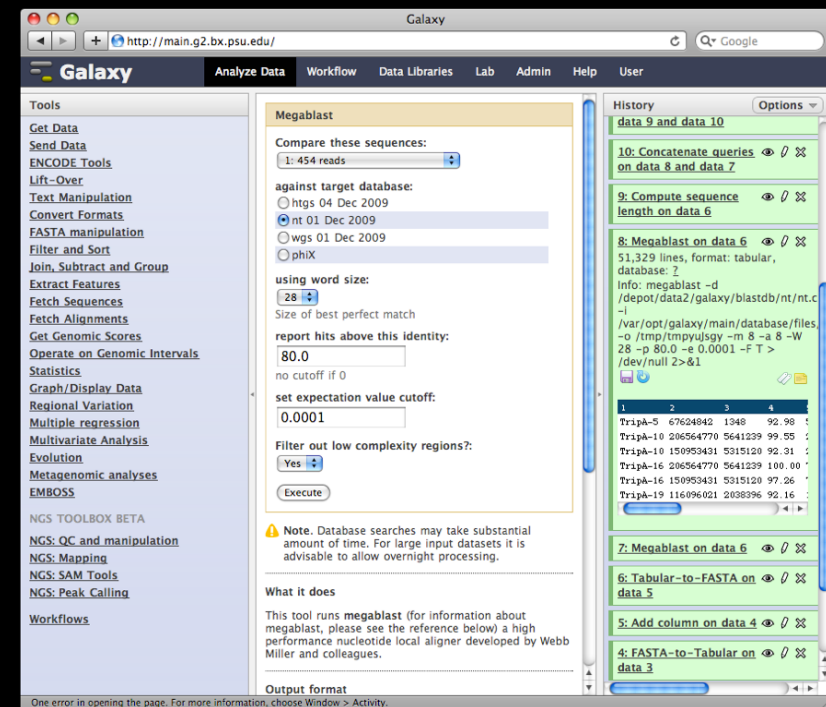 Galaxy
http://main.g2.bx.psu.edu/
Google
Galaxy
Analyze Data Workflow Data Libraries Lab Admin Help User
Tools
Get Data
Send Data
ENCODE Tools
Lift-Over
Text Manipulation
Convert Formats
FASTA manipulation
Filter and Sort
Join, Subtract and Group
Extract Features
Fetch Sequences
Fetch Alignments
Get Genomic Scores
Operate on Genomic Intervals
Statistics
Graph/Display Data
Regional Variation
Multiple regression
Multivariate Analysis
Evolution
Metagenomic analyses
EMBOSS
NGS TOOLBOX BETA
NGS: QC and manipulation
NGS: Mapping
NGS: SAM Tools
NGS: Peak Calling
Workflows
Megablast
Compare these sequences:
1: 454 reads
against target database:
htgs 04 Dec 2009
nt 01 Dec 2009
wgs 01 Dec 2009
phiX
using word size:
28
Size of best perfect match
report hits above this identity:
80.0
no cutoff if 0
set expectation value cutoff:
0.0001
Filter out low complexity regions?:
Yes
Execute
Note. Database searches may take substantial
amount of time. For large input datasets it is
advisable to allow overnight processing.
What it does
This tool runs megablast (for information about
megablast, please see the reference below) a high
performance nucleotide local aligner developed by Webb
Miller and colleagues.
Output format
History Options
data 9 and data 10
10: Concatenate queries
on data 8 and data 7
9: Compute sequence
length on data 6
8: Megablast on data 6
51,329 lines, format: tabular,
database: ?
Info: megablast -d
/depot/data2/galaxy/blastdb/nt/nt.c
-i
/var/opt/galaxy/main/database/files,
-o /tmp/tmpyuJsgy -m 8 -a 8 -W
28 -p 80.0 -e 0.0001 -F T >
/dev/null 2>&1
1 2 3 4
TripA-5 67624842 1348 92.98
TripA-10 206564770 5641239 99.55
TripA-10 150953431 5315120 92.31
TripA-16 206564770 5641239 100.00
TripA-16 150953431 5315120 97.26
TripA-19 116096021 2038396 92.16
7: Megablast on data 6
6: Tabular-to-FASTA on
data 5
5: Add column on data 4
4: FASTA-to-Tabular on
data 3
One error in opening the page. For more information, choose Window > Activity.